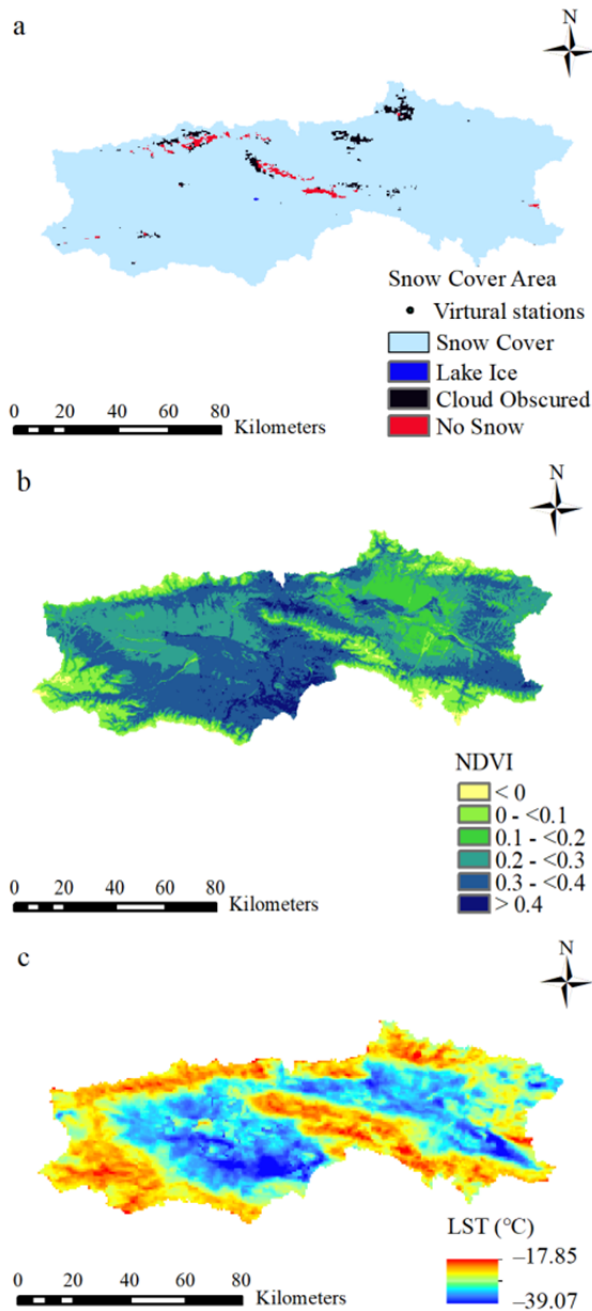 a
N
Snow Cover Area
Virtural stations
Snow Cover
Lake Ice
Cloud Obscured
No Snow
0 20 40 60 80
Kilometers
b
N
NDVI
< 0
0 - <0.1
0.1 - <0.2
0.2 - <0.3
0.3 - <0.4
> 0.4
0 20 40 60 80
Kilometers
c
N
LST (°C)
–17.85
–39.07
0 20 40 60 80
Kilometers